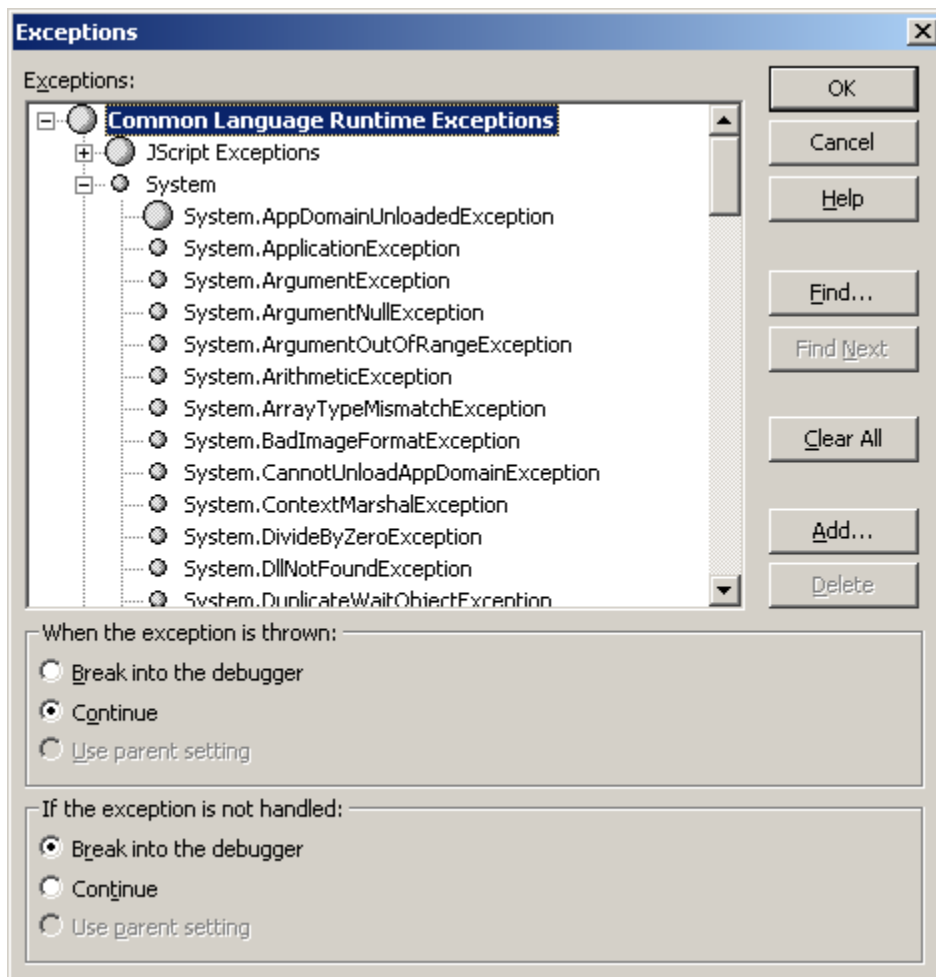 Exceptions
Exceptions:
Common Language Runtime Exceptions
JScript Exceptions
System
System.AppDomainUnloadedException
System.ApplicationException
System.ArgumentException
System.ArgumentNullException
System.ArgumentOutOfRangeException
System.ArithmeticException
System.ArrayTypeMismatchException
System.BadImageFormatException
System.CannotUnloadAppDomainException
System.ContextMarshalException
System.DivideByZeroException
System.DllNotFoundException
System.DuplicateWaitObjectException
OK
Cancel
Help
Find...
Find Next
Clear All
Add...
Delete
When the exception is thrown:
Break into the debugger
Continue
Use parent setting
If the exception is not handled:
Break into the debugger
Continue
Use parent setting